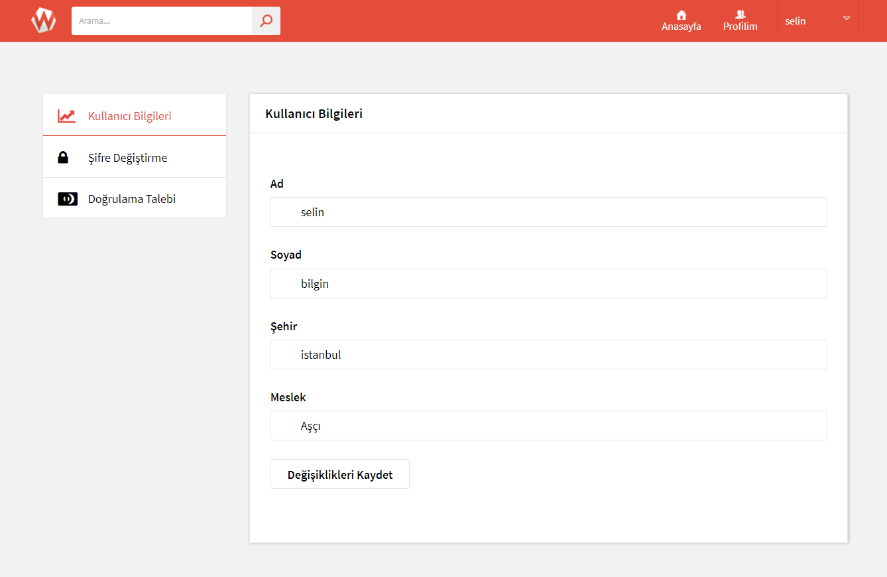 Arama...
Anasayfa
Profilim
selin
Kullanıcı Bilgileri
Şifre Değiştirme
Doğrulama Talebi
Kullanıcı Bilgileri
Ad
selin
Soyad
bilgin
Şehir
istanbul
Meslek
Aşçı
Değişiklikleri Kaydet